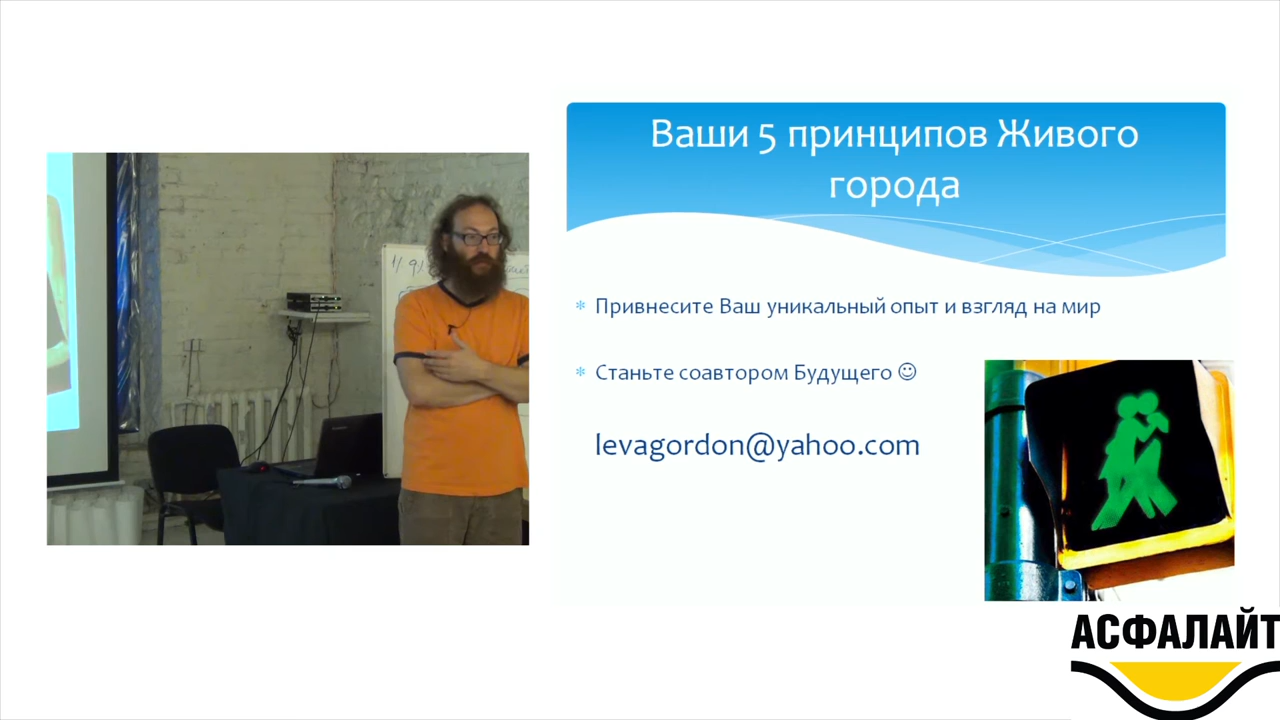 Ваши 5 принципов Живого
города
Привнесите Ваш уникальный опыт и взгляд на мир
Станьте соавтором Будущего ☺
levagordon@yahoo.com
АСФАЛАЙТ